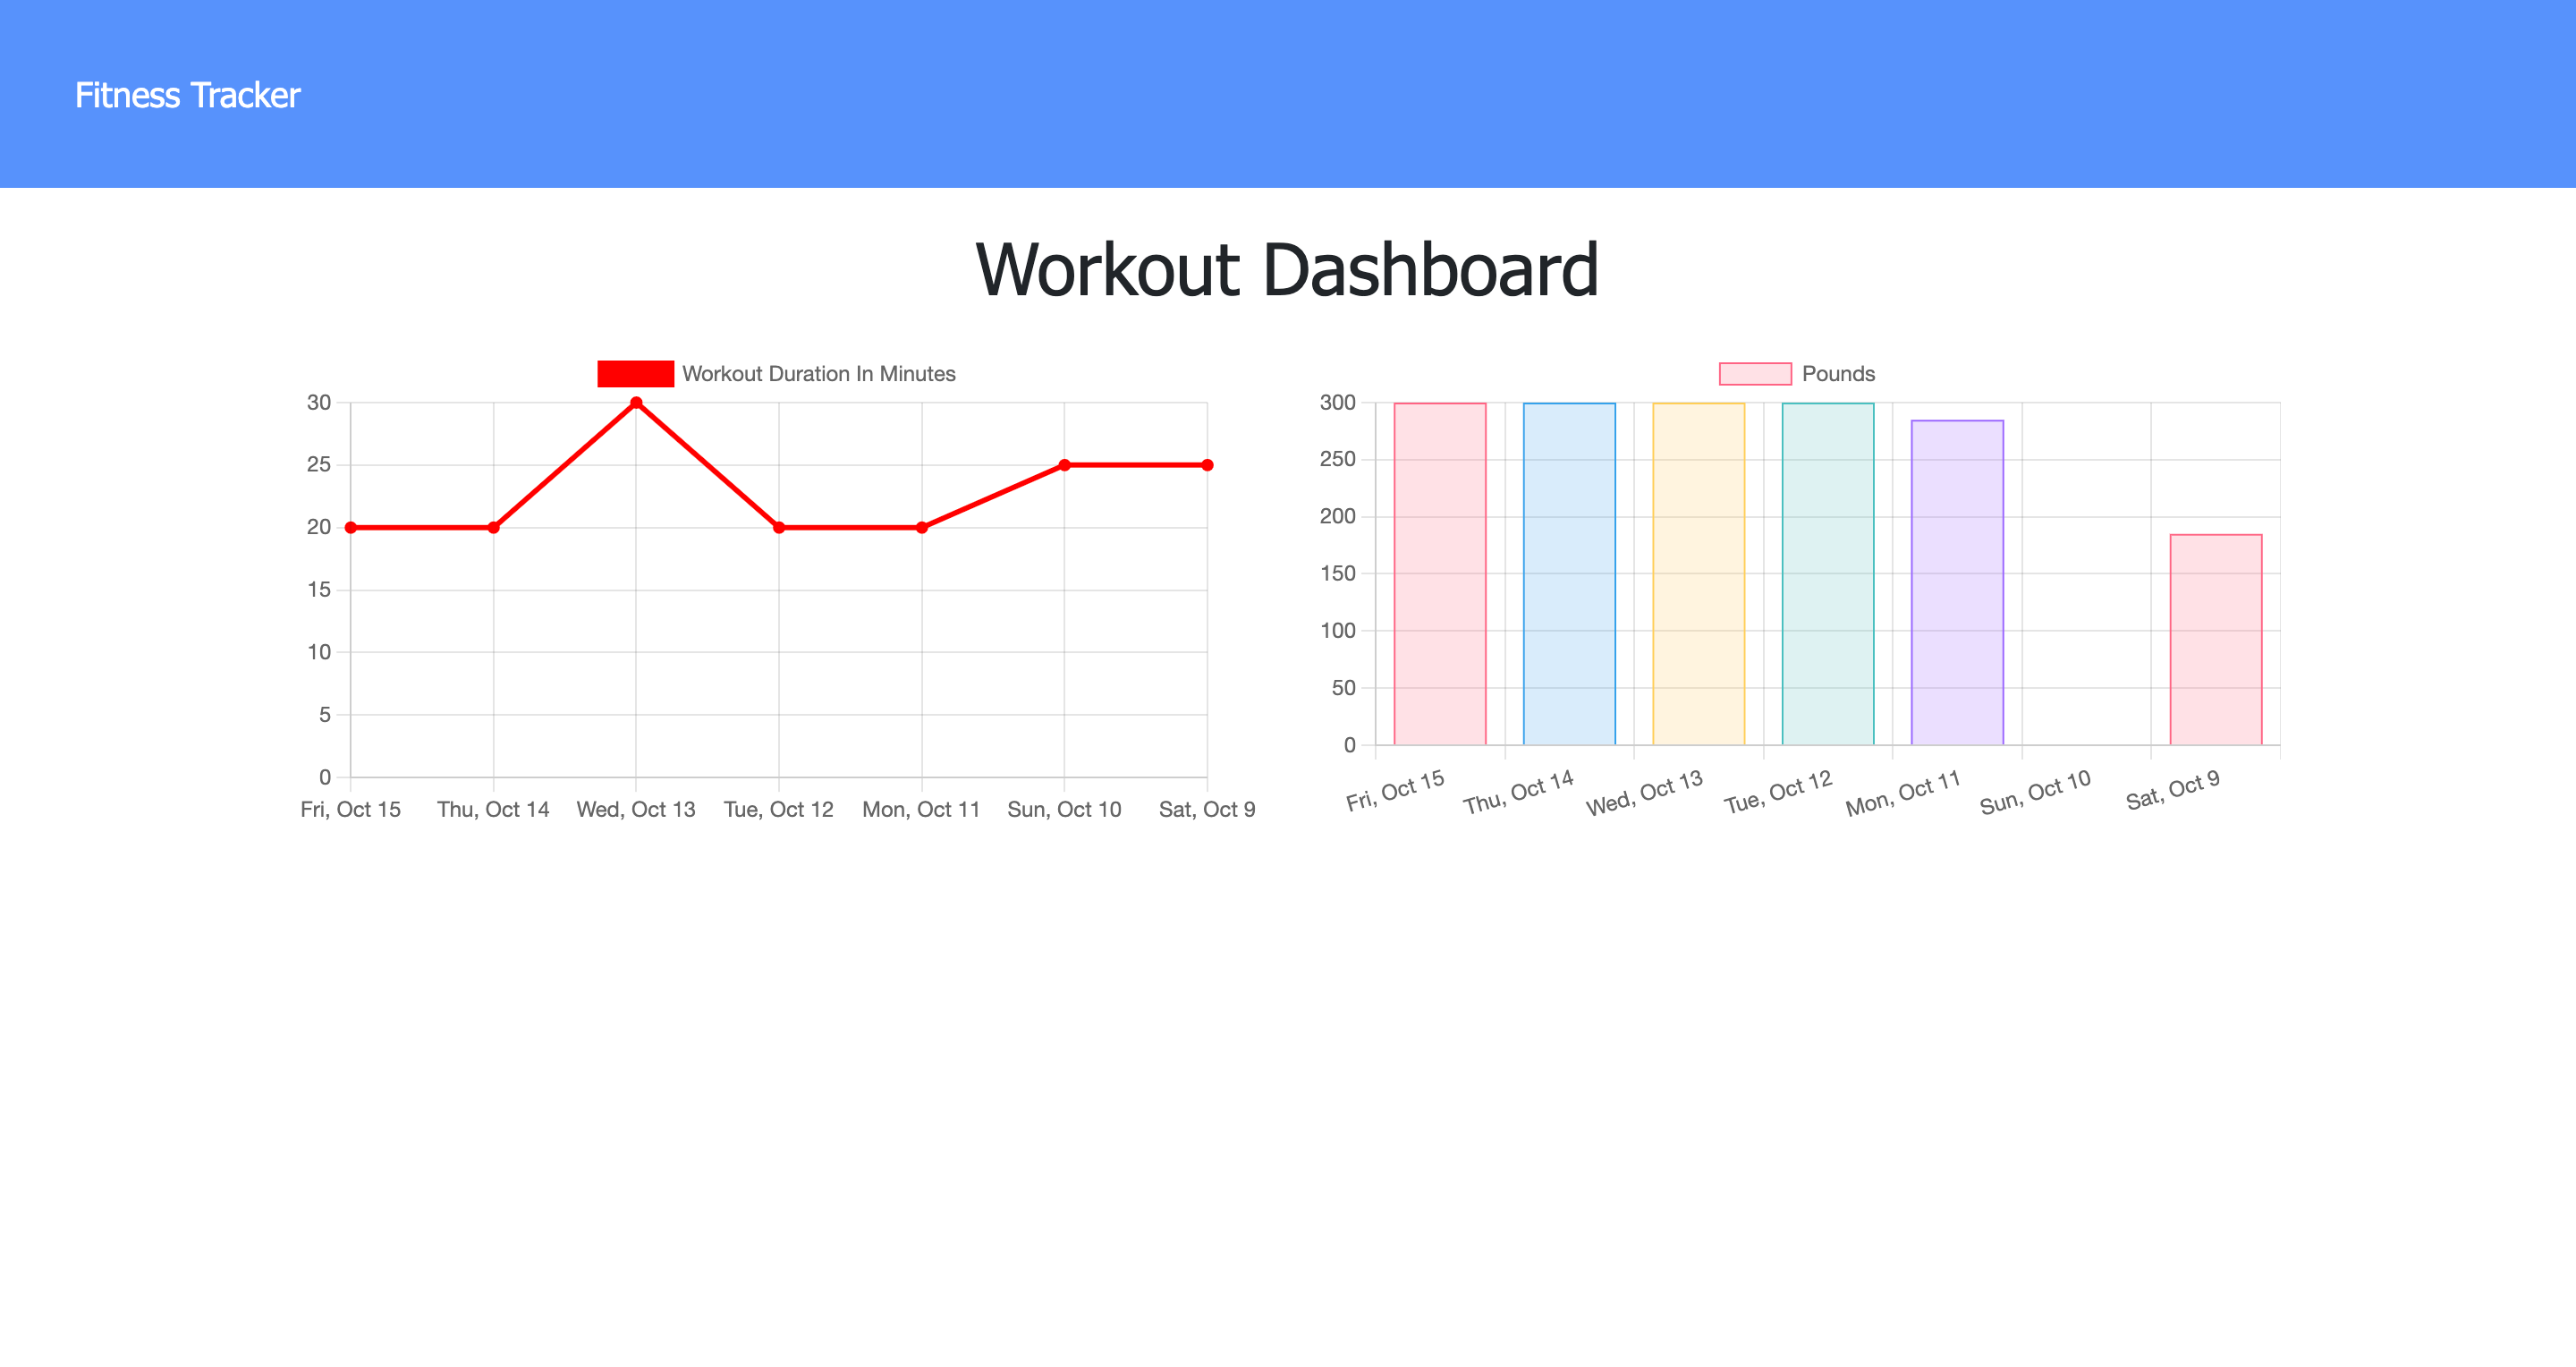 Fitness Tracker
Workout Dashboard
Workout Duration In Minutes
30
25
20
15
10
5
0
Fri, Oct 15 Thu, Oct 14 Wed, Oct 13 Tue, Oct 12 Mon, Oct 11 Sun, Oct 10 Sat, Oct 9
Pounds
300
250
200
150
100
50
0
Fri, Oct 15 Thu, Oct 14 Wed, Oct 13 Tue, Oct 12 Mon, Oct 11 Sun, Oct 10 Sat, Oct 9